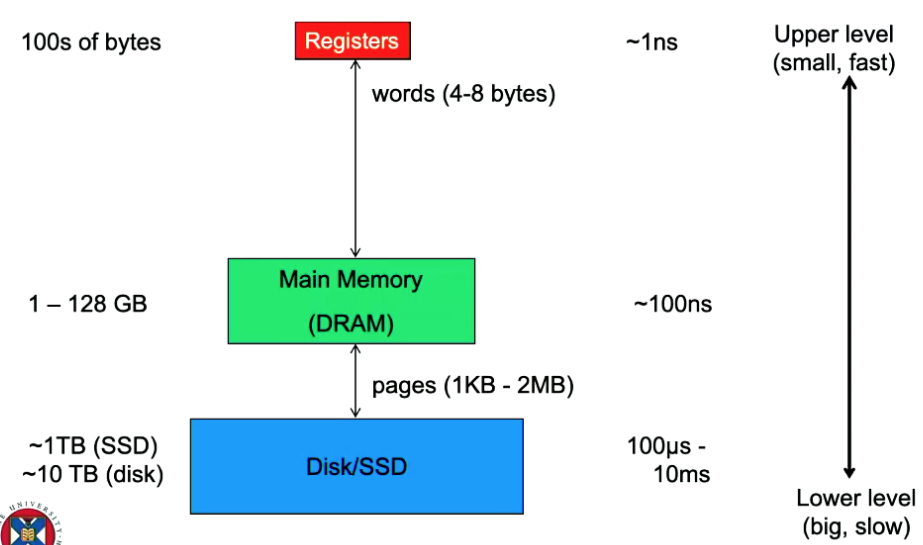 100s of bytes
Registers
~1ns
Upper level
(small, fast)
words (4-8 bytes)
1 – 128 GB
Main Memory
(DRAM)
~100ns
pages (1KB - 2MB)
~1TB (SSD)
~10 TB (disk)
Disk/SSD
100µs -
10ms
Lower level
(big, slow)
UNIVERSITY